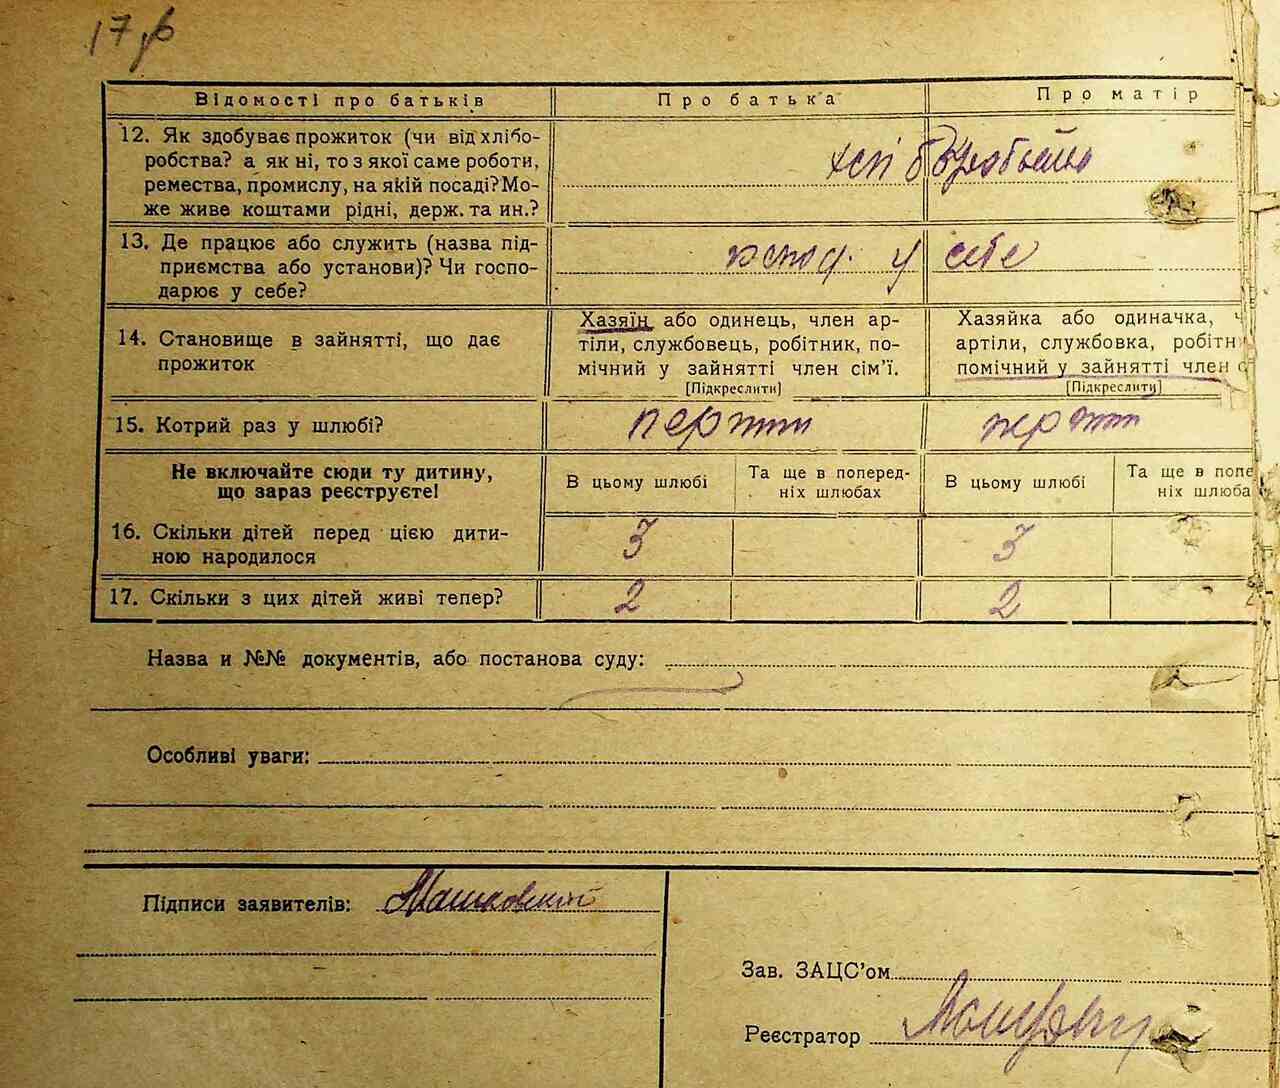 Відомості про батьків Про батька Про матір
12. Як здобуває прожиток (чи від хлібо-
робства? а як ні, то з якої саме роботи,
ремества, промислу, на якій посаді? Мо-
же живе коштами рідні, держ. та ин.?
13. Де працює або служить (назва під-
приємства або установи)? Чи госпо-
дарює у себе?
господ. у себе
14. Становище в зайнятті, що дає
прожиток
Хазяїн або одинець, член ар-
тіли, службовець, робітник, по-
мічний у зайнятті член сім'ї.
[Підкреслити]
Хазяйка або одиначка, ч
артіли, службовка, робітн
помічний у зайнятті член с
[Підкреслити]
15. Котрий раз у шлюбі?
Не включайте сюди ту дитину,
що зараз реєструєте!
В цьому шлюбі
Та ще в поперед-
ніх шлюбах
В цьому шлюбі
Та ще в попе
ніх шлюба
16. Скільки дітей перед цією дити-
ною народилося
3 3
17. Скільки з цих дітей живі тепер? 2 2
Назва и №№ документів, або постанова суду:
Особливі уваги:
Підписи заявителів: Машковский
Зав. ЗАЦС'ом
Реєстратор